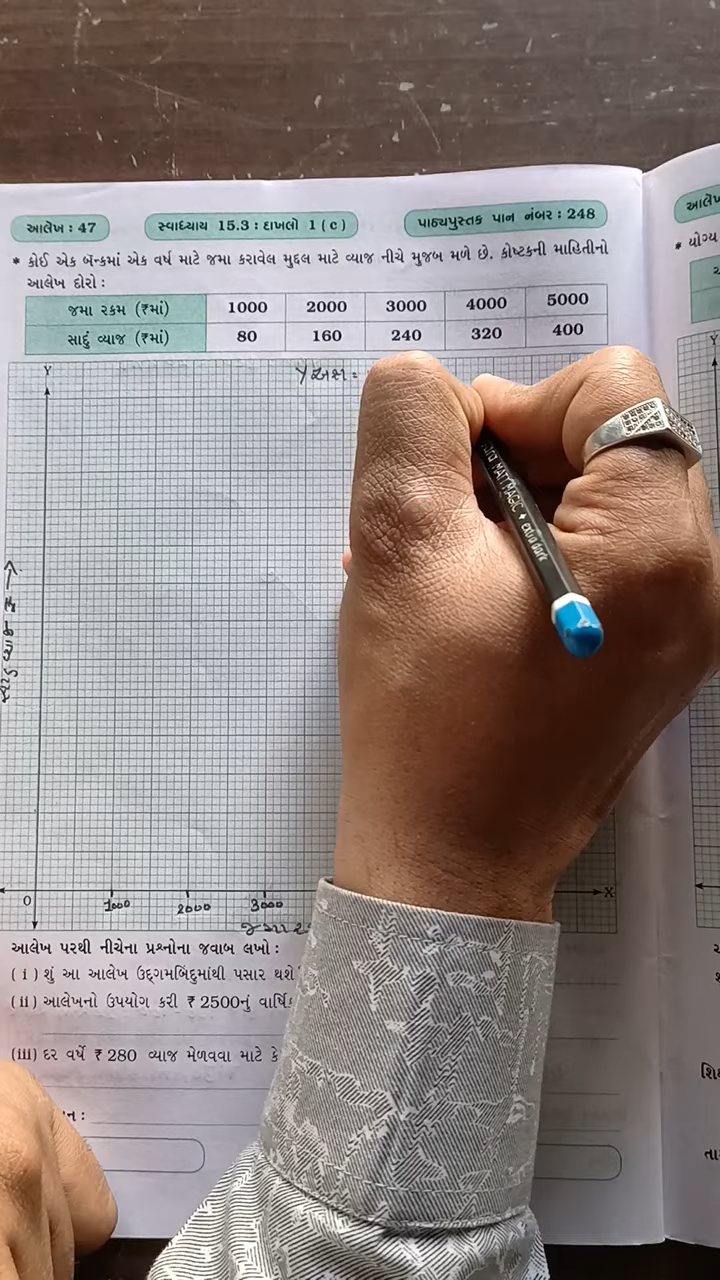 આલેખ : 47
સ્વાધ્યાય 15.3 : દાખલો 1 ( c )
પાઠ્યપુસ્તક પાન નંબર : 248
* કોઈ એક બૅન્કમાં એક વર્ષ માટે જમા કરાવેલ મુદ્દલ માટે વ્યાજ નીચે મુજબ મળે છે. કોષ્ટકની માહિતીનો
આલેખ દોરો :
જમા રકમ (₹માં) 1000 2000 3000 4000 5000
સાદું વ્યાજ (₹માં) 80 160 240 320 400
Y અક્ષ =
Y
સાદુ વ્યાજ ₹ →
O 1000 2000 3000 X
જમા
આલેખ પરથી નીચેના પ્રશ્નોના જવાબ લખો :
( i ) શું આ આલેખ ઉદ્ગમબિંદુમાંથી પસાર થશે
(ii) આલેખનો ઉપયોગ કરી ₹ 2500નું વાર્ષિક
(iii) દર વર્ષે ₹ 280 વ્યાજ મેળવવા માટે કે
આલેખ
* યોગ્ય
Y